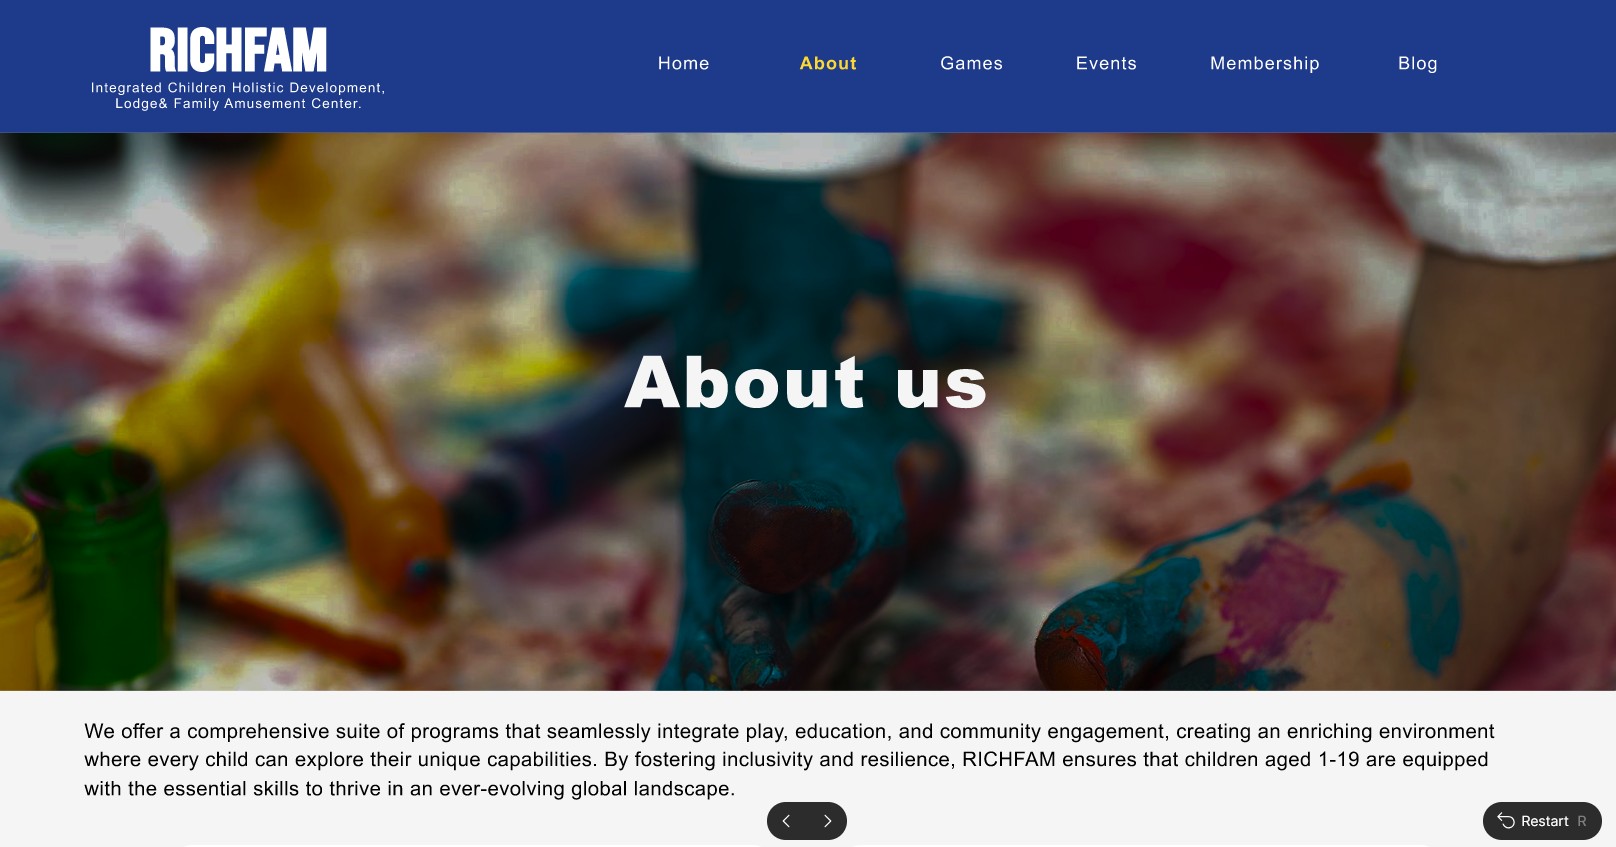 RICHFAM
Integrated Children Holistic Development,
Lodge& Family Amusement Center.
Home
About
Games
Events
Membership
Blog
About us
We offer a comprehensive suite of programs that seamlessly integrate play, education, and community engagement, creating an enriching environment
where every child can explore their unique capabilities. By fostering inclusivity and resilience, RICHFAM ensures that children aged 1-19 are equipped
with the essential skills to thrive in an ever-evolving global landscape.
Restart R